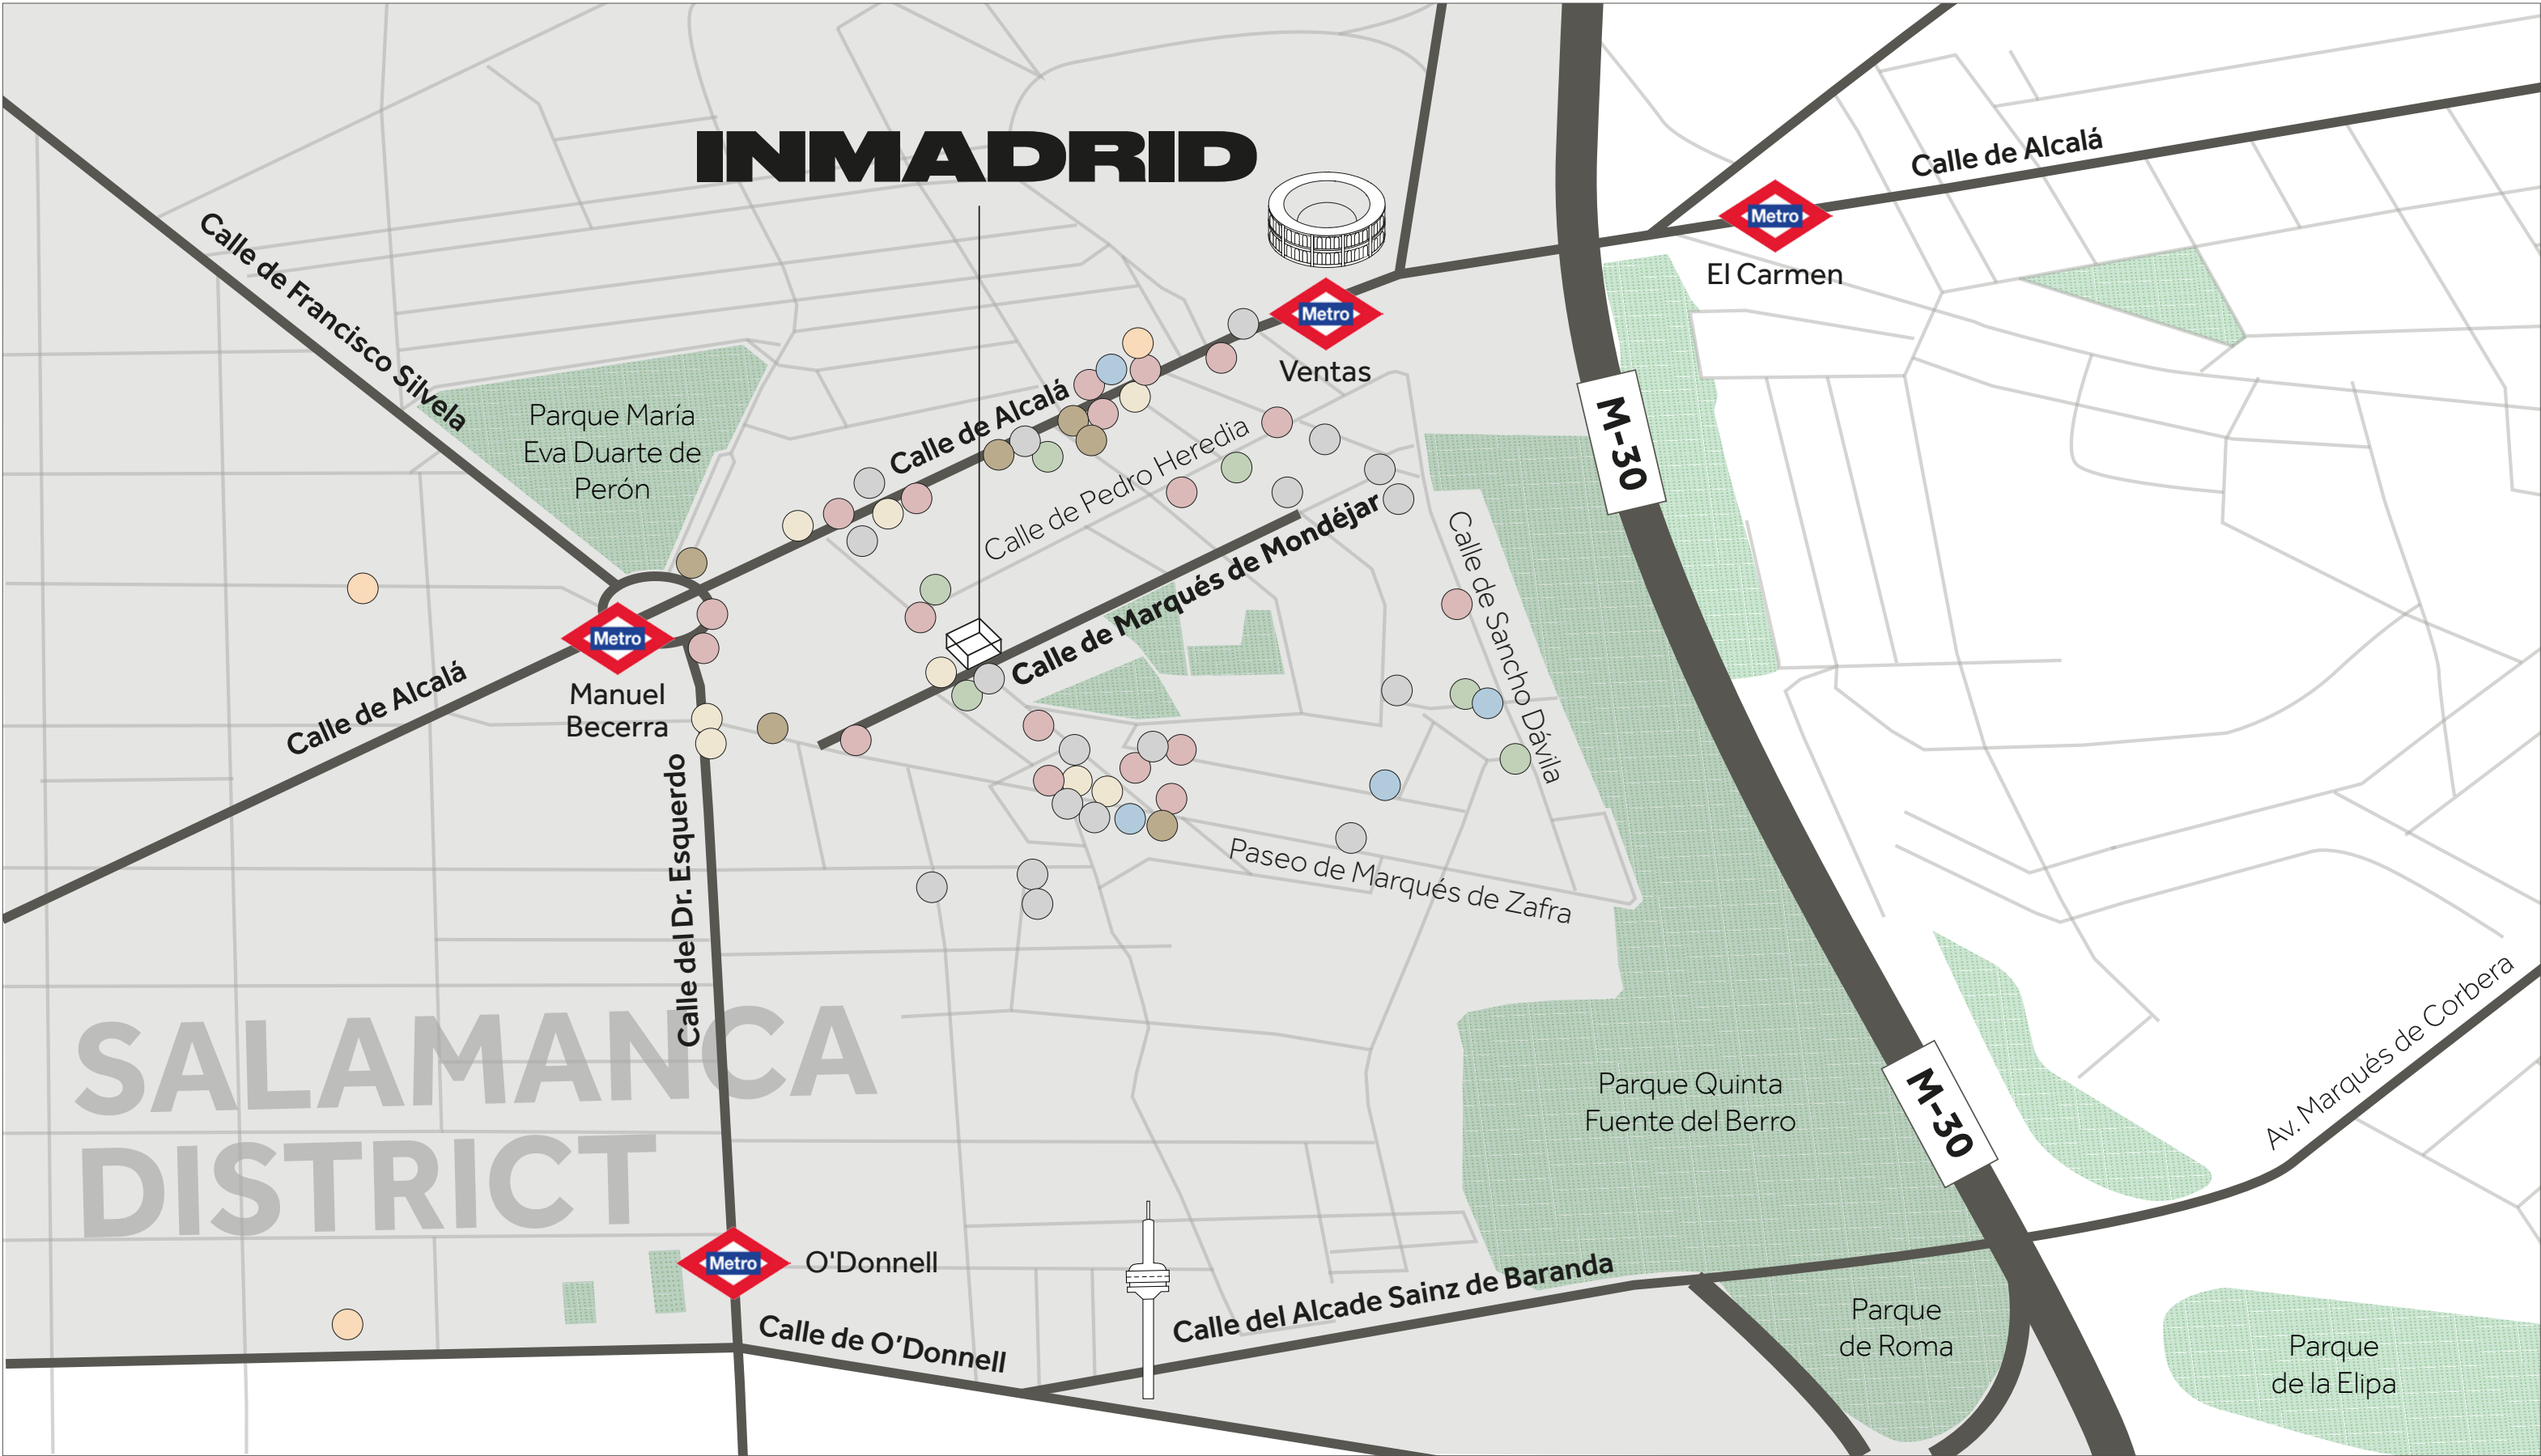 INMADRID
Calle de Alcalá
Metro
El Carmen
Calle de Francisco Silvela
Metro
Ventas
Parque María
Eva Duarte de
Perón
Calle de Alcalá
M-30
Calle de Pedro Heredia
Calle de Marqués de Mondéjar
Calle de Sancho Dávila
Metro
Manuel
Becerra
Calle de Alcalá
Calle del Dr. Esquerdo
Paseo de Marqués de Zafra
SALAMANCA
DISTRICT
Parque Quinta
Fuente del Berro
M-30
Av. Marqués de Corbera
Metro
O'Donnell
Calle de O’Donnell
Calle del Alcade Sainz de Baranda
Parque
de Roma
Parque
de la Elipa